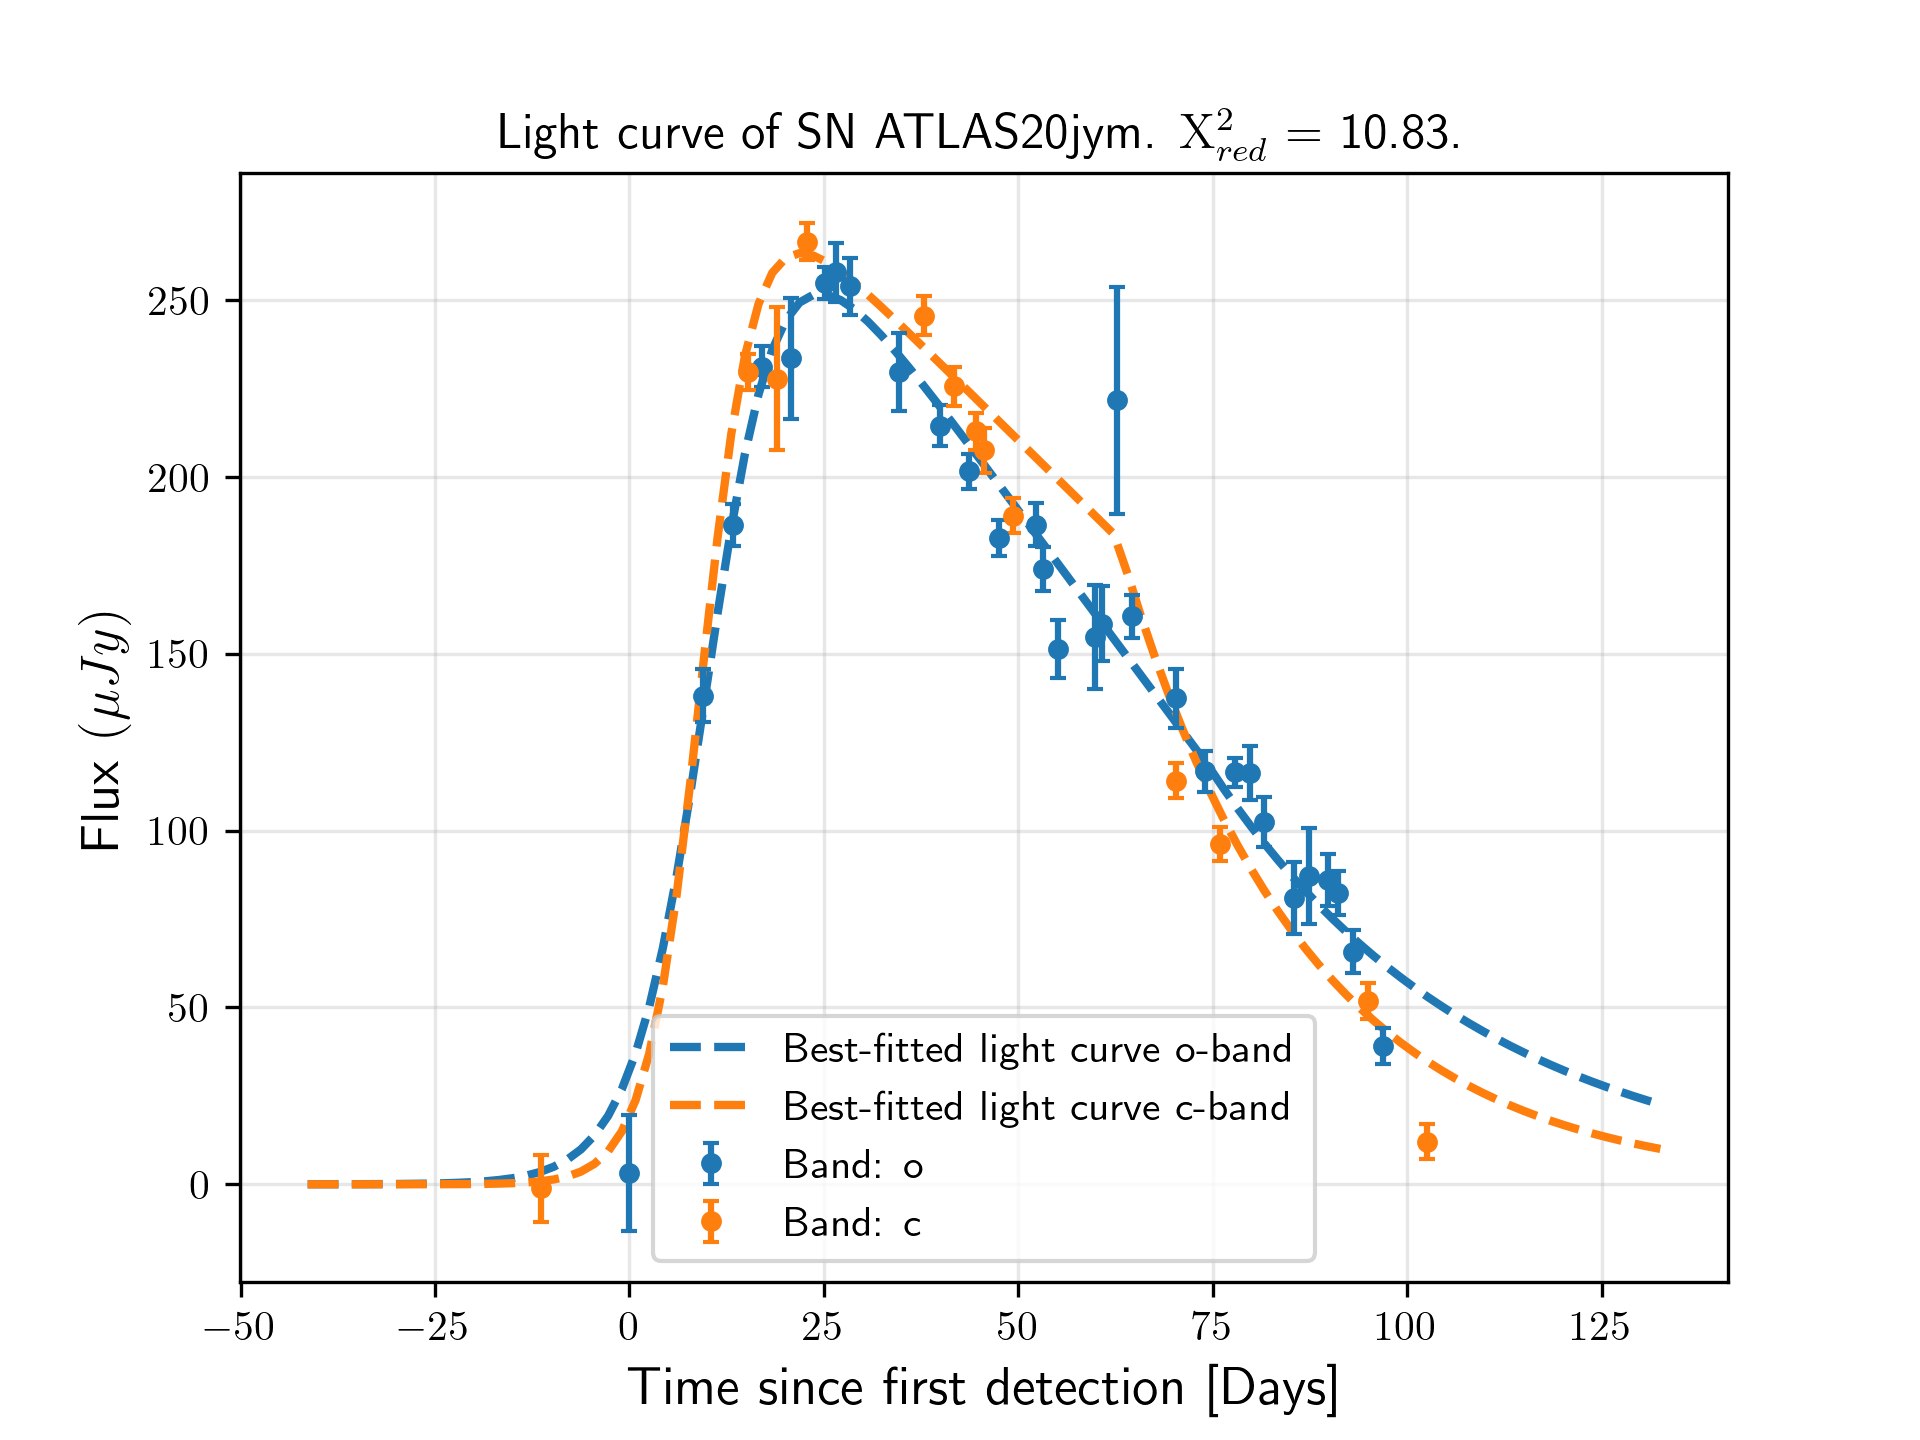 Light curve of SN ATLAS20jym. X²_red = 10.83.
Flux (μJy)
250
200
150
100
50
0
Best-fitted light curve o-band
Best-fitted light curve c-band
Band: o
Band: c
−50 −25 0 25 50 75 100 125
Time since first detection [Days]